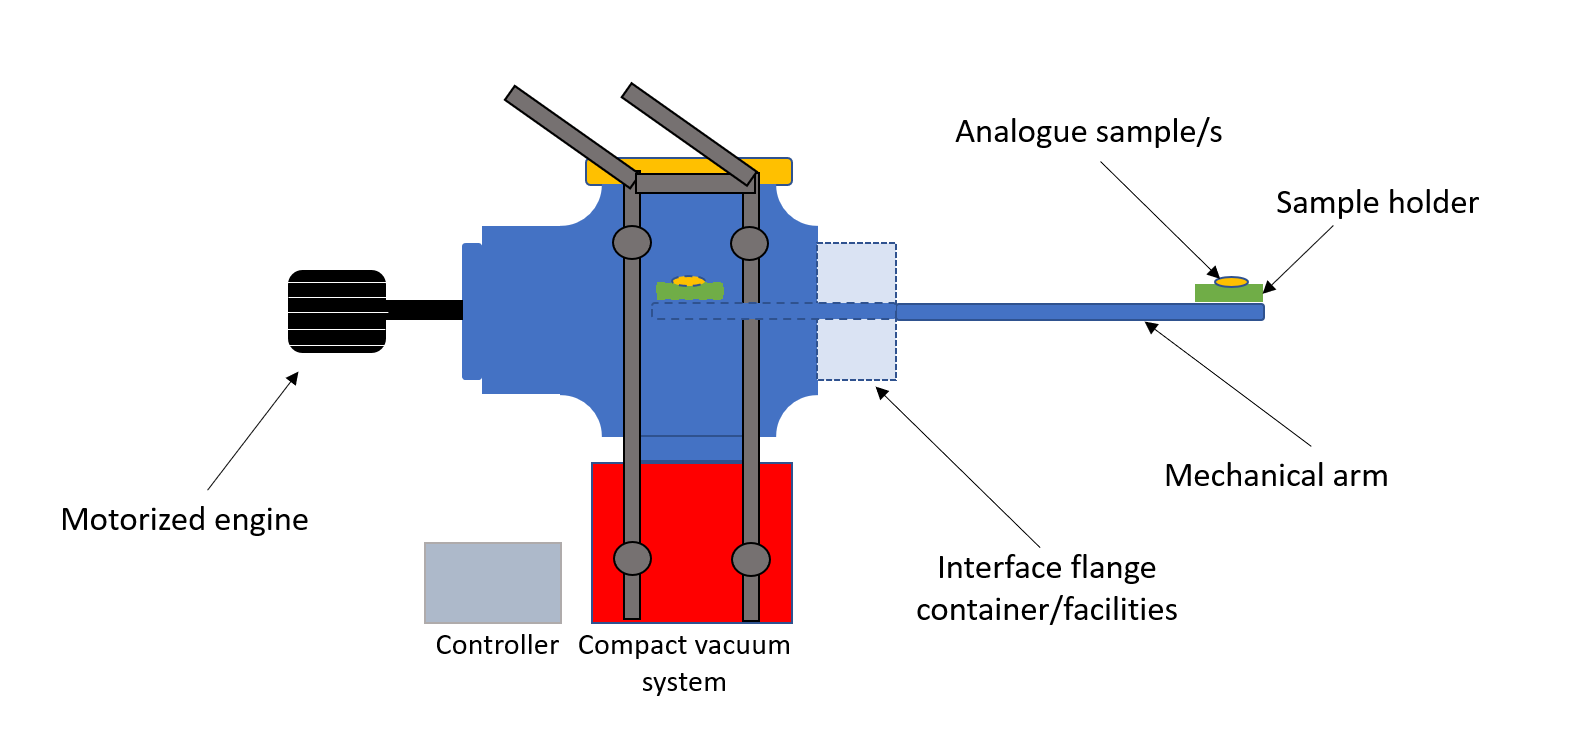 Analogue sample/s
Sample holder
Mechanical arm
Motorized engine
Interface flange
container/facilities
Controller
Compact vacuum
system